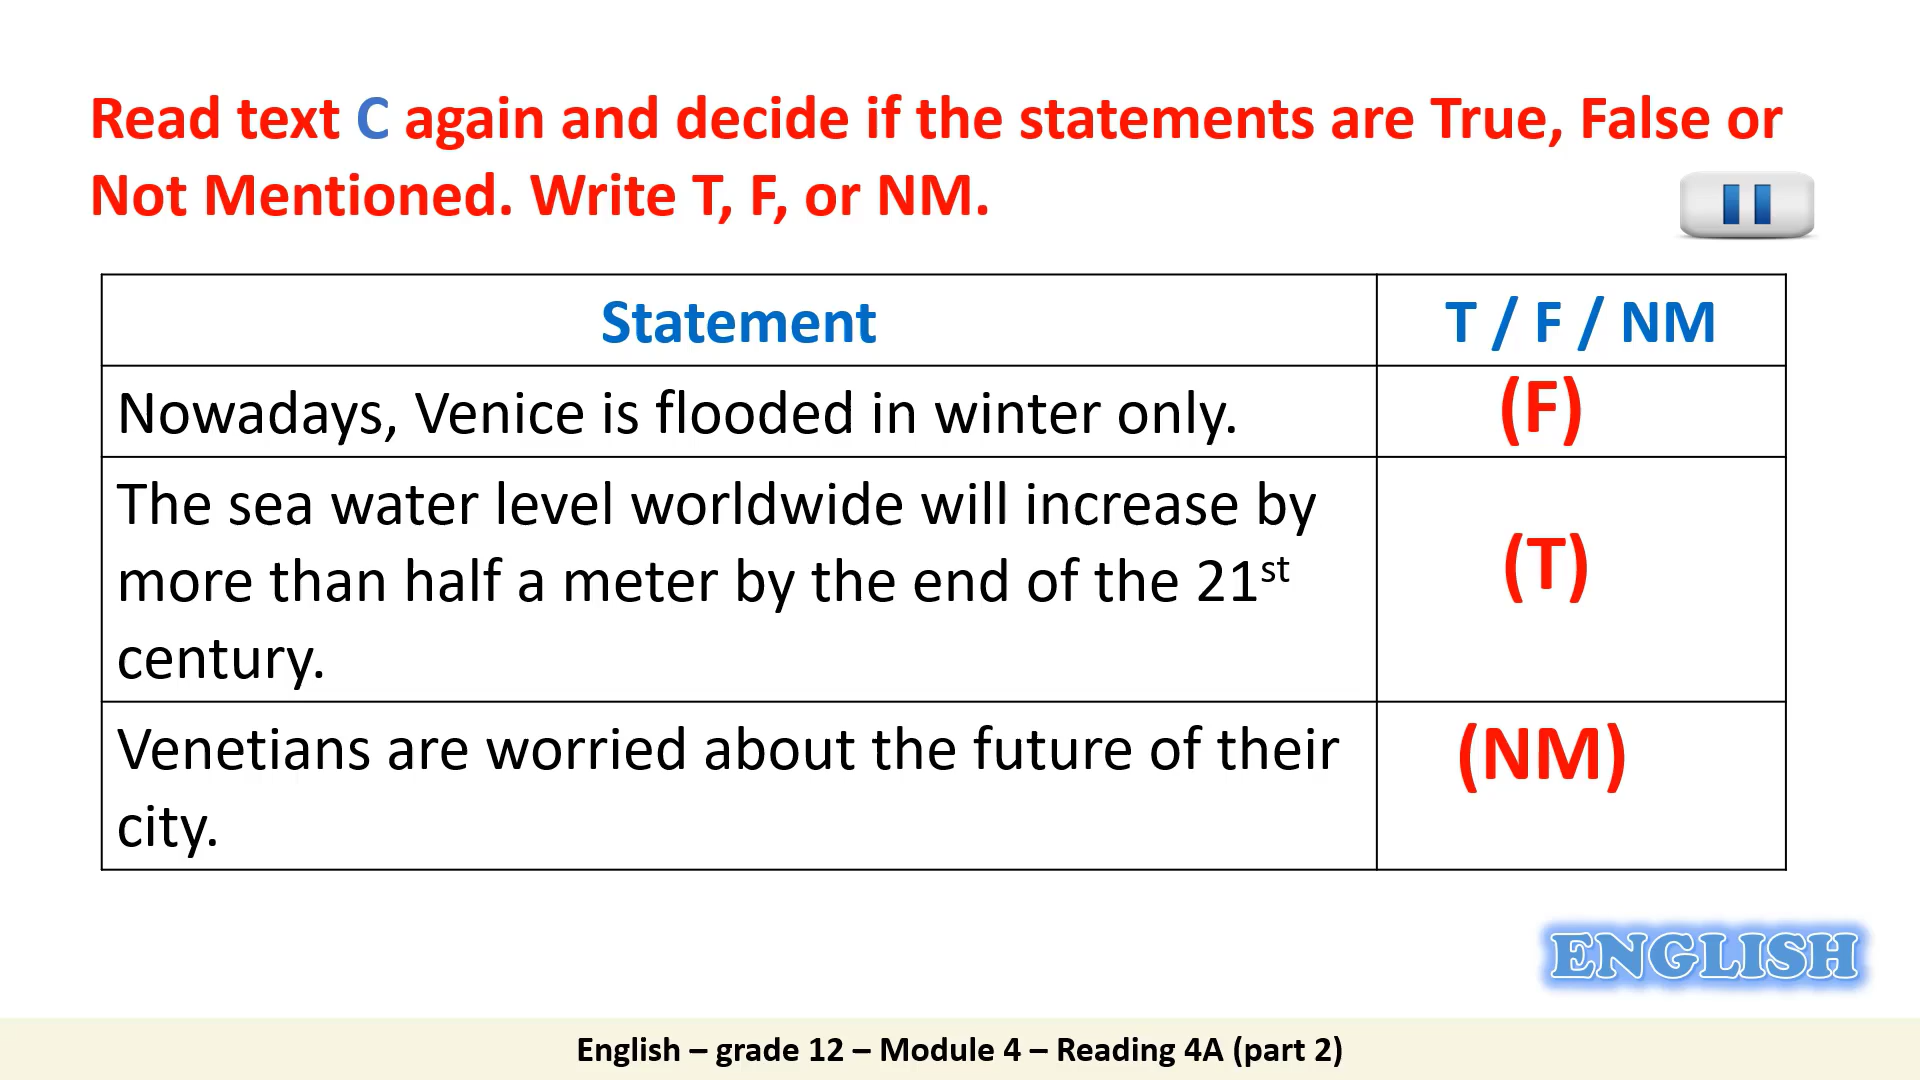 Read text C again and decide if the statements are True, False or
Not Mentioned. Write T, F, or NM.
Statement
T / F / NM
Nowadays, Venice is flooded in winter only.
(F)
The sea water level worldwide will increase by
more than half a meter by the end of the 21st
century.
(T)
Venetians are worried about the future of their
city.
(NM)
ENGLISH
English – grade 12 – Module 4 – Reading 4A (part 2)